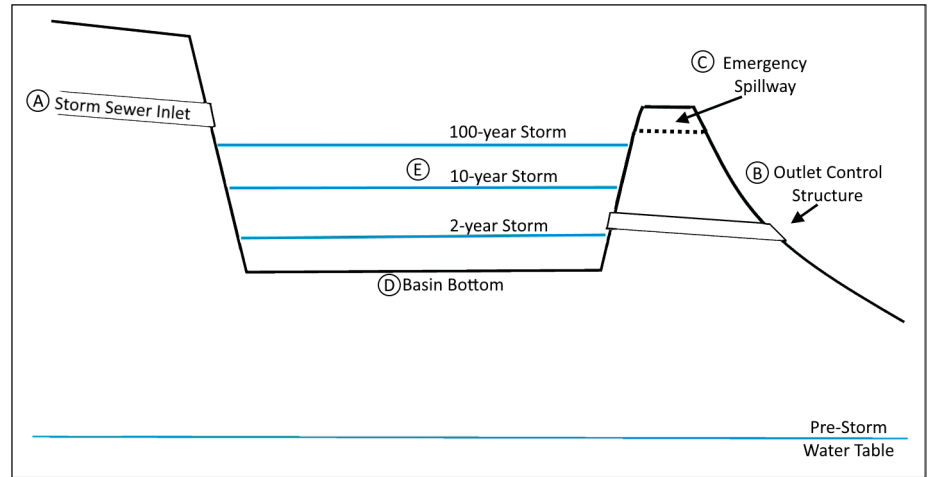 Ⓒ Emergency
Spillway
Ⓐ Storm Sewer Inlet
100-year Storm
Ⓔ
10-year Storm
Ⓑ Outlet Control
Structure
2-year Storm
Ⓓ Basin Bottom
Pre-Storm
Water Table